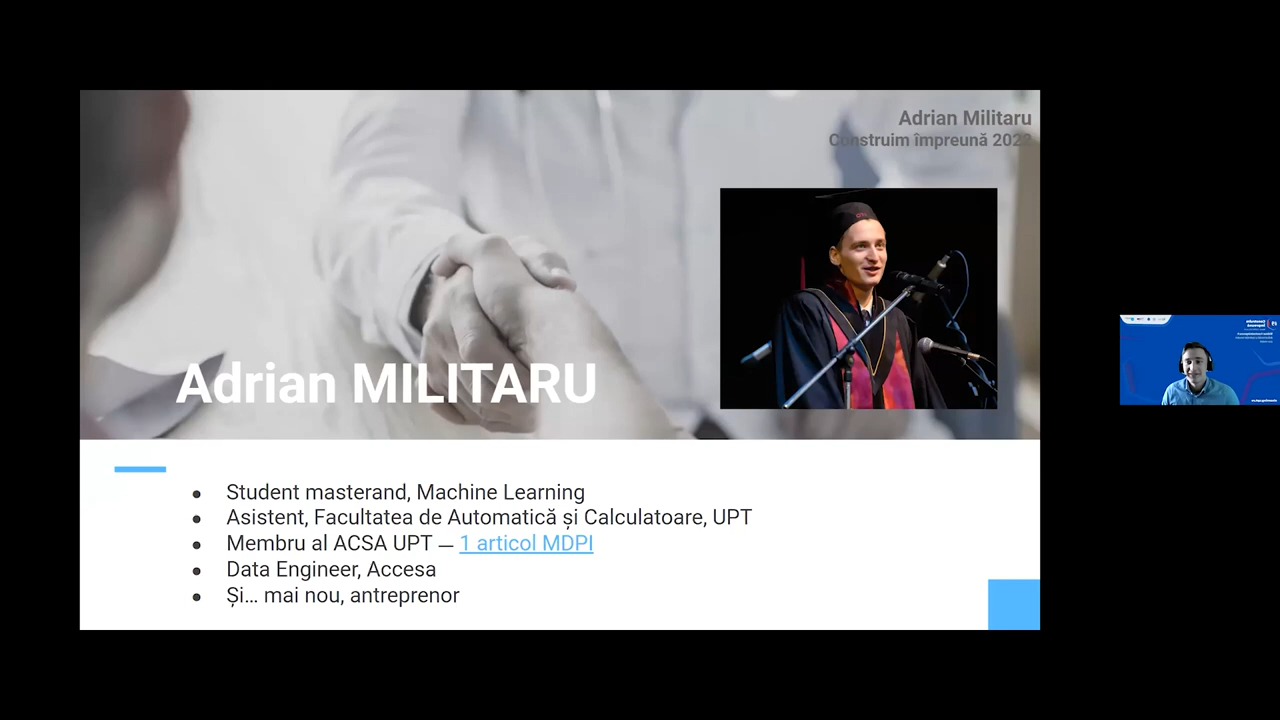 Adrian Militaru
Construim împreună 2022
Adrian MILITARU
● Student masterand, Machine Learning
● Asistent, Facultatea de Automatică și Calculatoare, UPT
● Membru al ACSA UPT — 1 articol MDPI
● Data Engineer, Accesa
● Și... mai nou, antreprenor